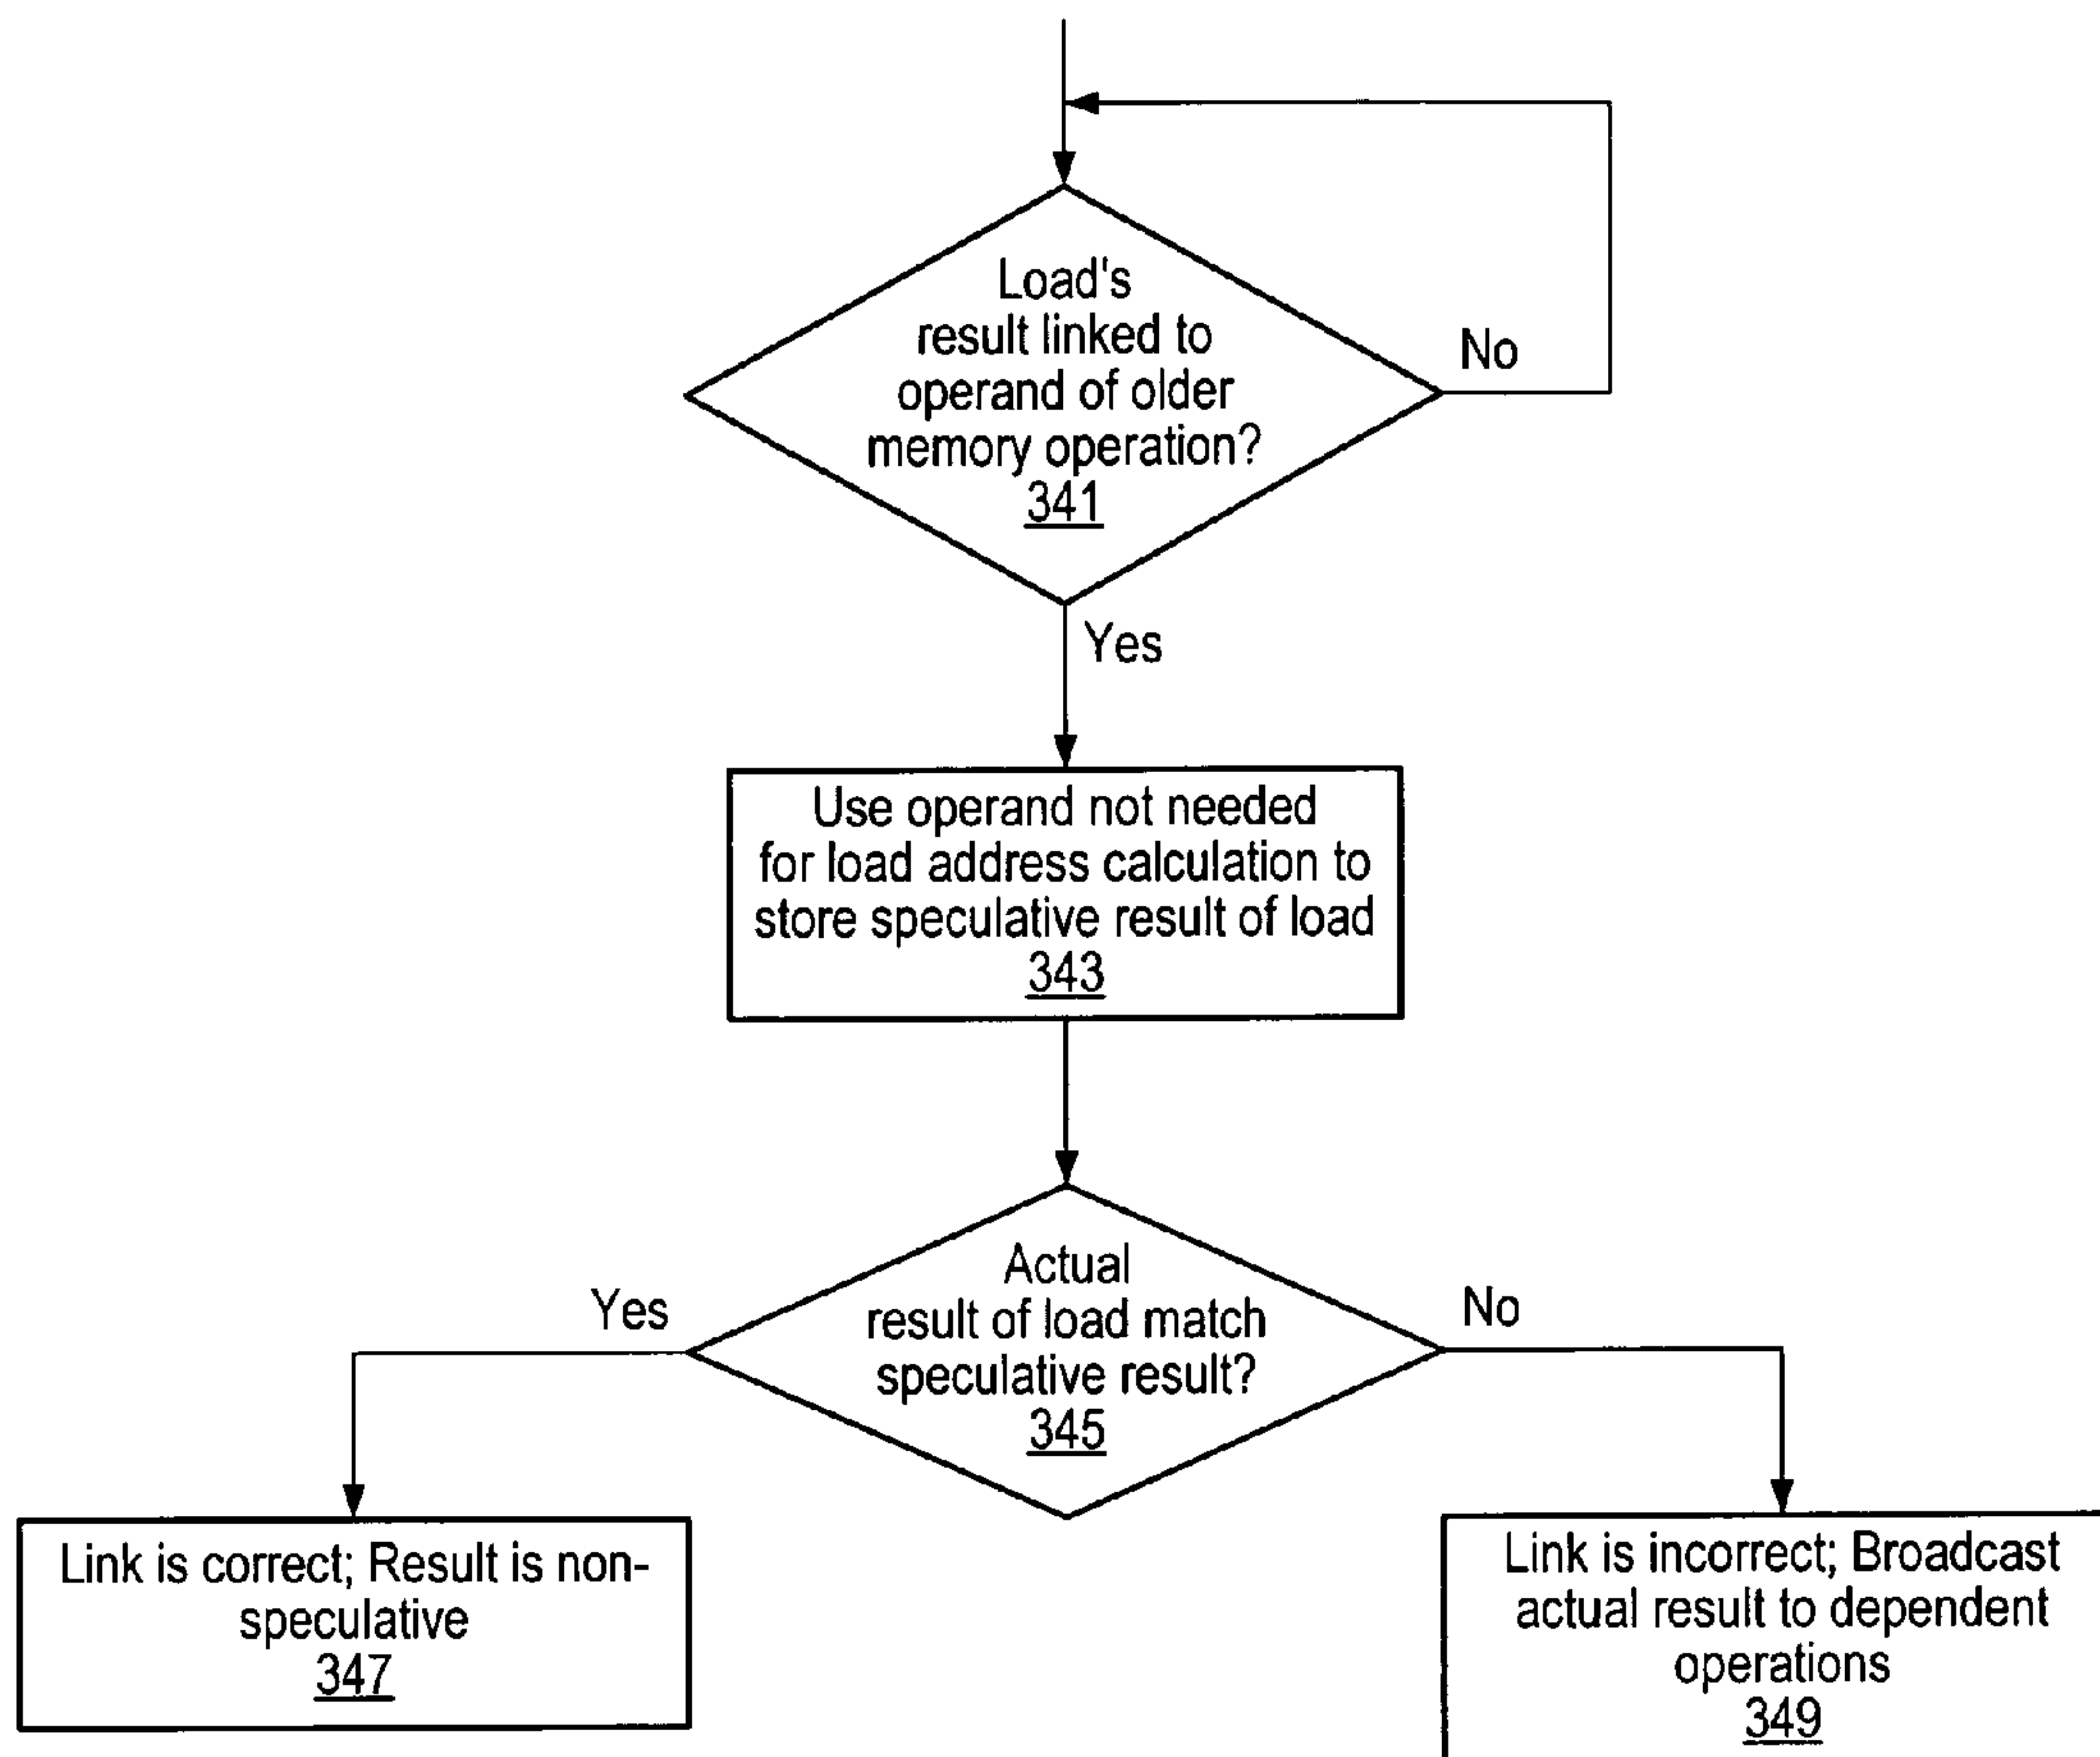 Load's
result linked to
operand of older
memory operation?
341
No
Yes
Use operand not needed
for load address calculation to
store speculative result of load
343
Actual
result of load match
speculative result?
345
Yes
No
Link is correct; Result is non-
speculative
347
Link is incorrect; Broadcast
actual result to dependent
operations
349